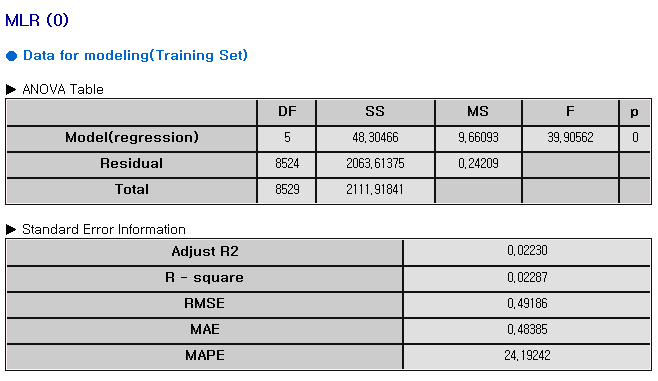 MLR (0)
Data for modeling(Training Set)
▶ ANOVA Table
DF SS MS F p
Model(regression) 5 48,30466 9,66093 39,90562 0
Residual 8524 2063,61375 0,24209
Total 8529 2111,91841
▶ Standard Error Information
Adjust R2 0,02230
R - square 0,02287
RMSE 0,49186
MAE 0,48385
MAPE 24,19242